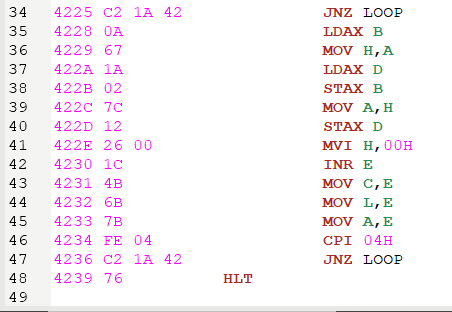 34 4225 C2 1A 42 JNZ LOOP
35 4228 0A LDAX B
36 4229 67 MOV H,A
37 422A 1A LDAX D
38 422B 02 STAX B
39 422C 7C MOV A,H
40 422D 12 STAX D
41 422E 26 00 MVI H,00H
42 4230 1C INR E
43 4231 4B MOV C,E
44 4232 6B MOV L,E
45 4233 7B MOV A,E
46 4234 FE 04 CPI 04H
47 4236 C2 1A 42 JNZ LOOP
48 4239 76 HLT
49